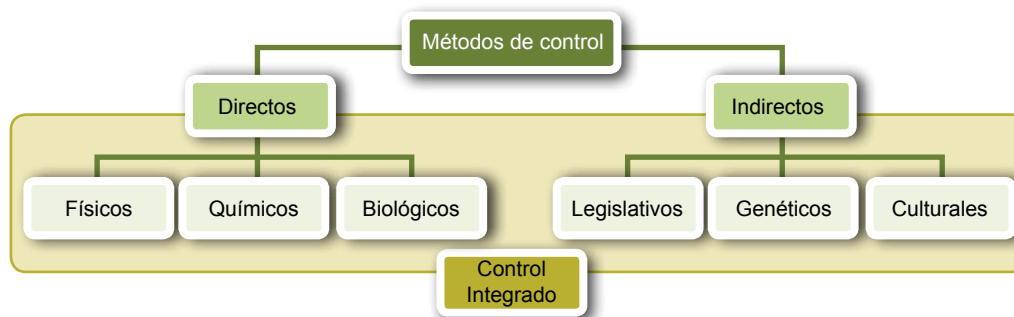 Métodos de control
Directos
Indirectos
Físicos
Químicos
Biológicos
Legislativos
Genéticos
Culturales
Control
Integrado